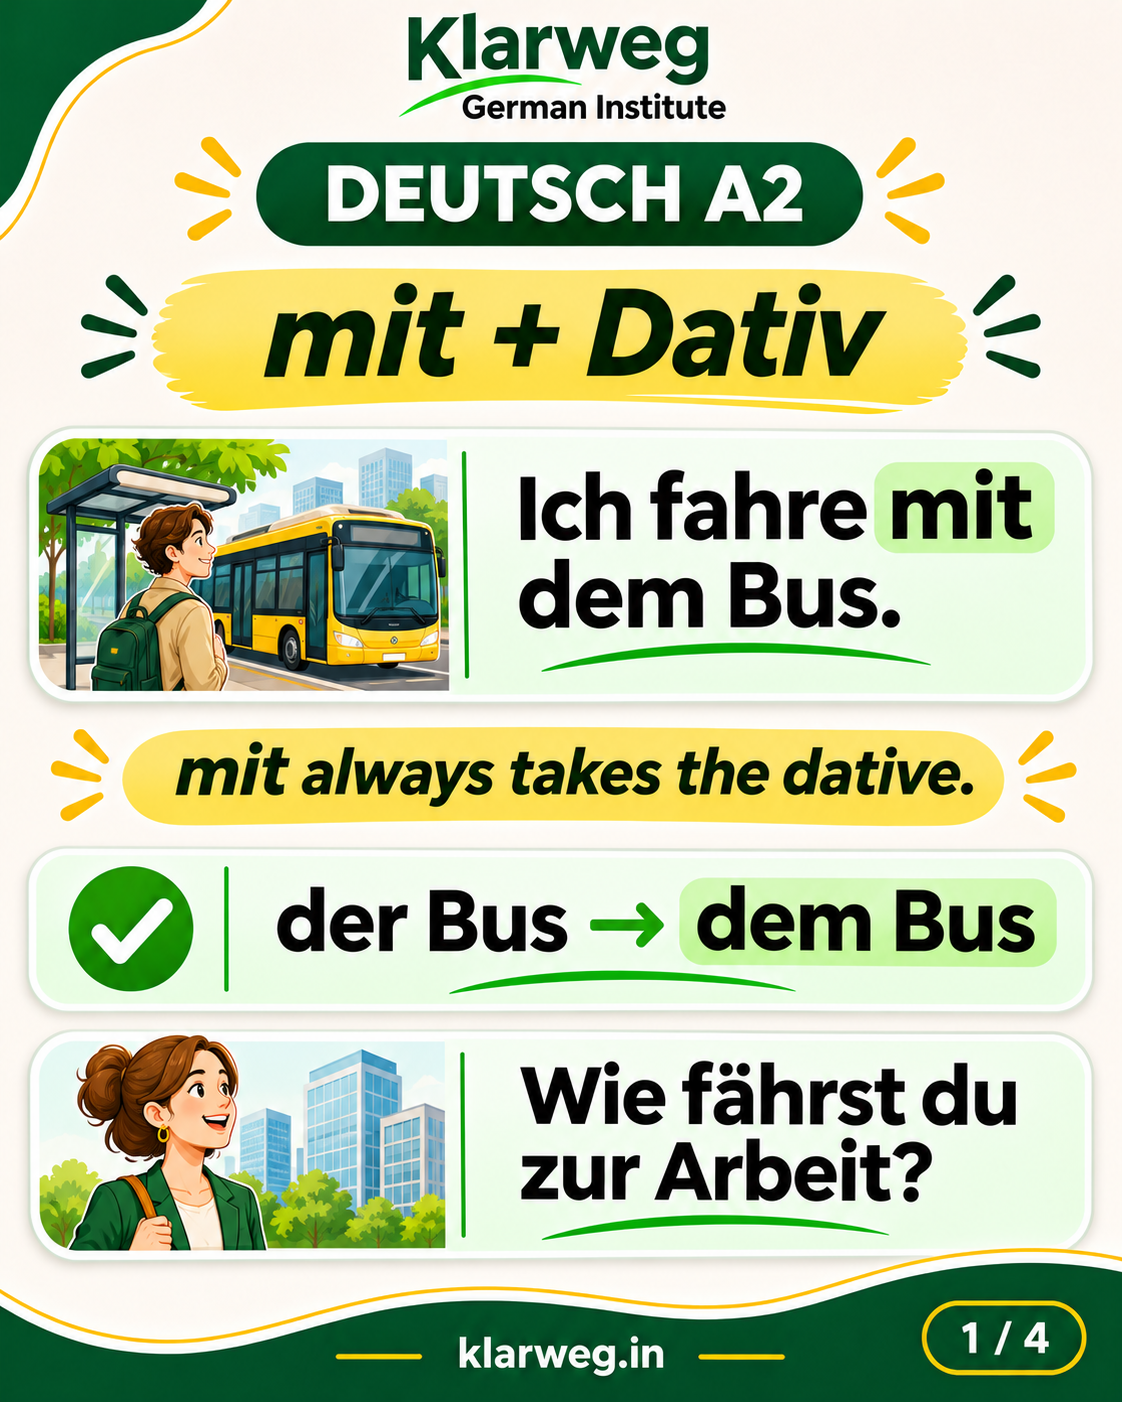 Klarweg
German Institute
DEUTSCH A2
mit + Dativ
Ich fahre mit
dem Bus.
mit always takes the dative.
der Bus → dem Bus
Wie fährst du
zur Arbeit?
klarweg.in
1 / 4